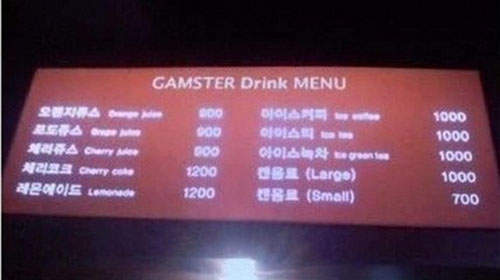 GAMSTER Drink MENU
오렌지쥬스 Orange juice 900
포도쥬스 Grape juice 900
체리쥬스 Cherry juice 900
체리코크 Cherry coke 1200
레몬에이드 Lemonade 1200
아이스커피 Ice coffee 1000
아이스티 Ice tea 1000
아이스녹차 Ice green tea 1000
캔음료 (Large) 1000
캔음료 (Small) 700